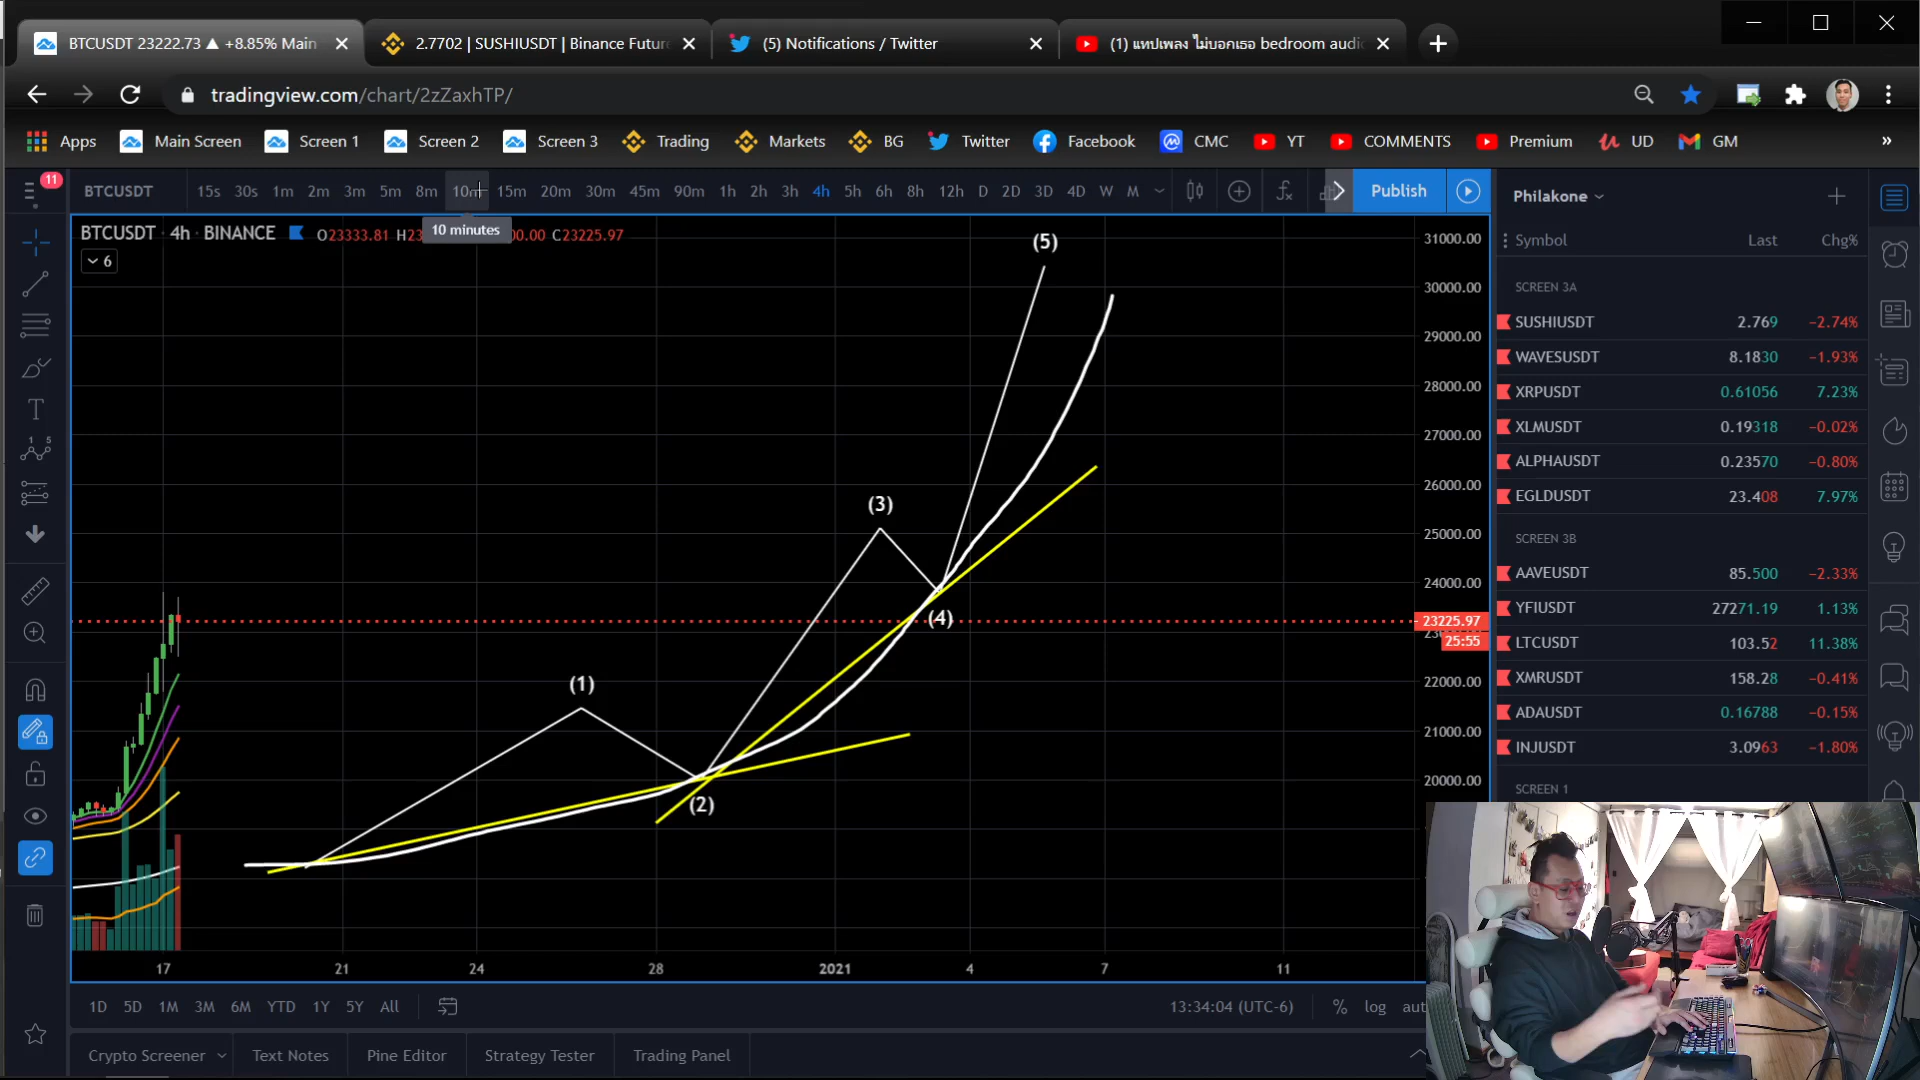 BTCUSDT 23222.73 ▲ +8.85% Main
2.7702 | SUSHIUSDT | Binance Futur
(5) Notifications / Twitter
(1) แทปเพลง ไม่บอกเธอ bedroom audi
tradingview.com/chart/2zZaxhTP/
Apps Main Screen Screen 1 Screen 2 Screen 3 Trading Markets BG Twitter Facebook CMC YT COMMENTS Premium UD GM »
11
BTCUSDT 15s 30s 1m 2m 3m 5m 8m 10m 15m 20m 30m 45m 90m 1h 2h 3h 4h 5h 6h 8h 12h D 2D 3D 4D W M Publish
10 minutes
BTCUSDT 4h · BINANCE O23333.81 H23 00.00 C23225.97
6
(5)
(3)
(4)
(1)
(2)
31000.00
30000.00
29000.00
28000.00
27000.00
26000.00
25000.00
24000.00
23225.97
25:55
22000.00
21000.00
20000.00
17 21 24 28 2021 4 7 11
1D 5D 1M 3M 6M YTD 1Y 5Y All
13:34:04 (UTC-6) % log aut
Crypto Screener Text Notes Pine Editor Strategy Tester Trading Panel
Philakone
Symbol Last Chg%
SCREEN 3A
SUSHIUSDT 2.769 −2.74%
WAVESUSDT 8.1830 −1.93%
XRPUSDT 0.61056 7.23%
XLMUSDT 0.19318 −0.02%
ALPHAUSDT 0.23570 −0.80%
EGLDUSDT 23.408 7.97%
SCREEN 3B
AAVEUSDT 85.500 −2.33%
YFIUSDT 27271.19 1.13%
LTCUSDT 103.52 11.38%
XMRUSDT 158.28 −0.41%
ADAUSDT 0.16788 −0.15%
INJUSDT 3.0963 −1.80%
SCREEN 1